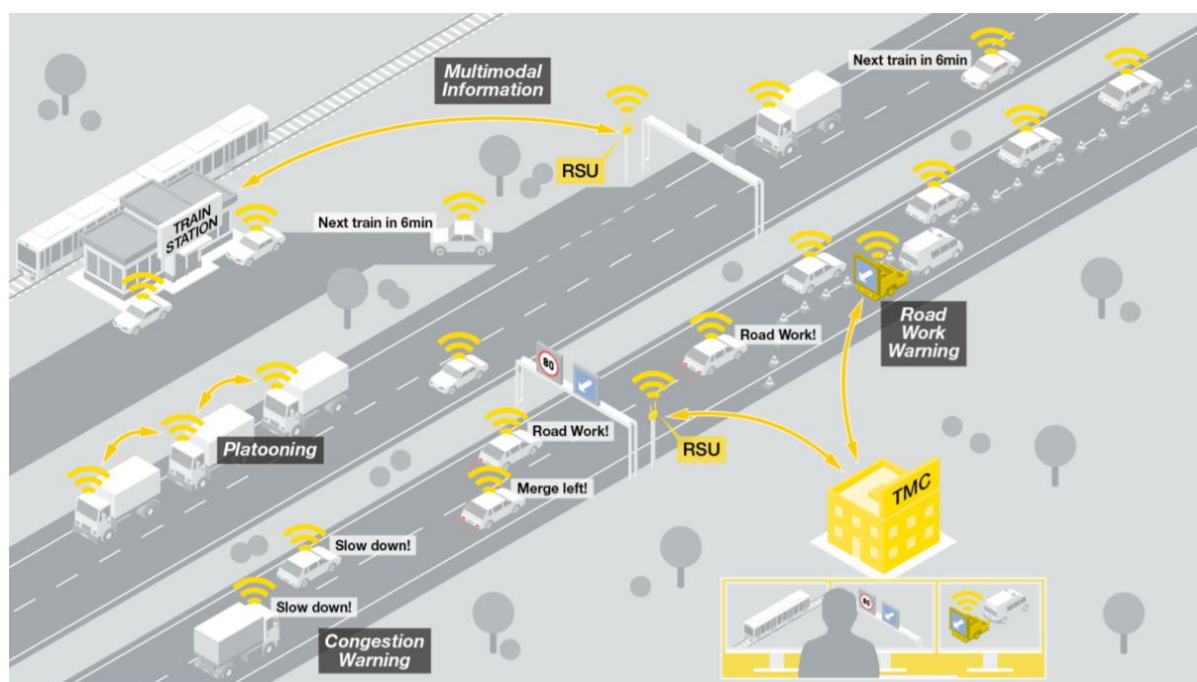 Multimodal
Information
Next train in 6min
RSU
TRAIN
STATION
Next train in 6min
Road
Work
Warning
Road Work!
80
Platooning
Road Work!
RSU
Merge left!
TMC
Slow down!
Slow down!
Congestion
Warning
80